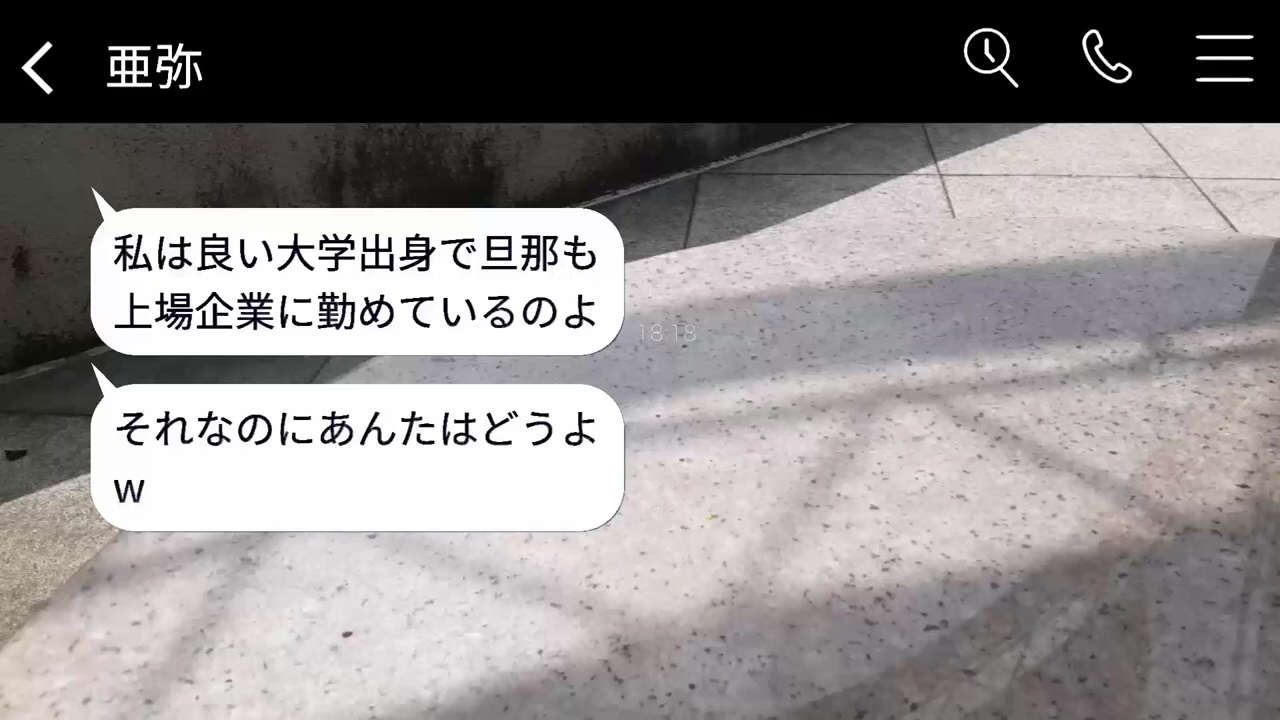 亜弥
私は良い大学出身で旦那も
上場企業に勤めているのよ
18:18
それなのにあんたはどうよ
w